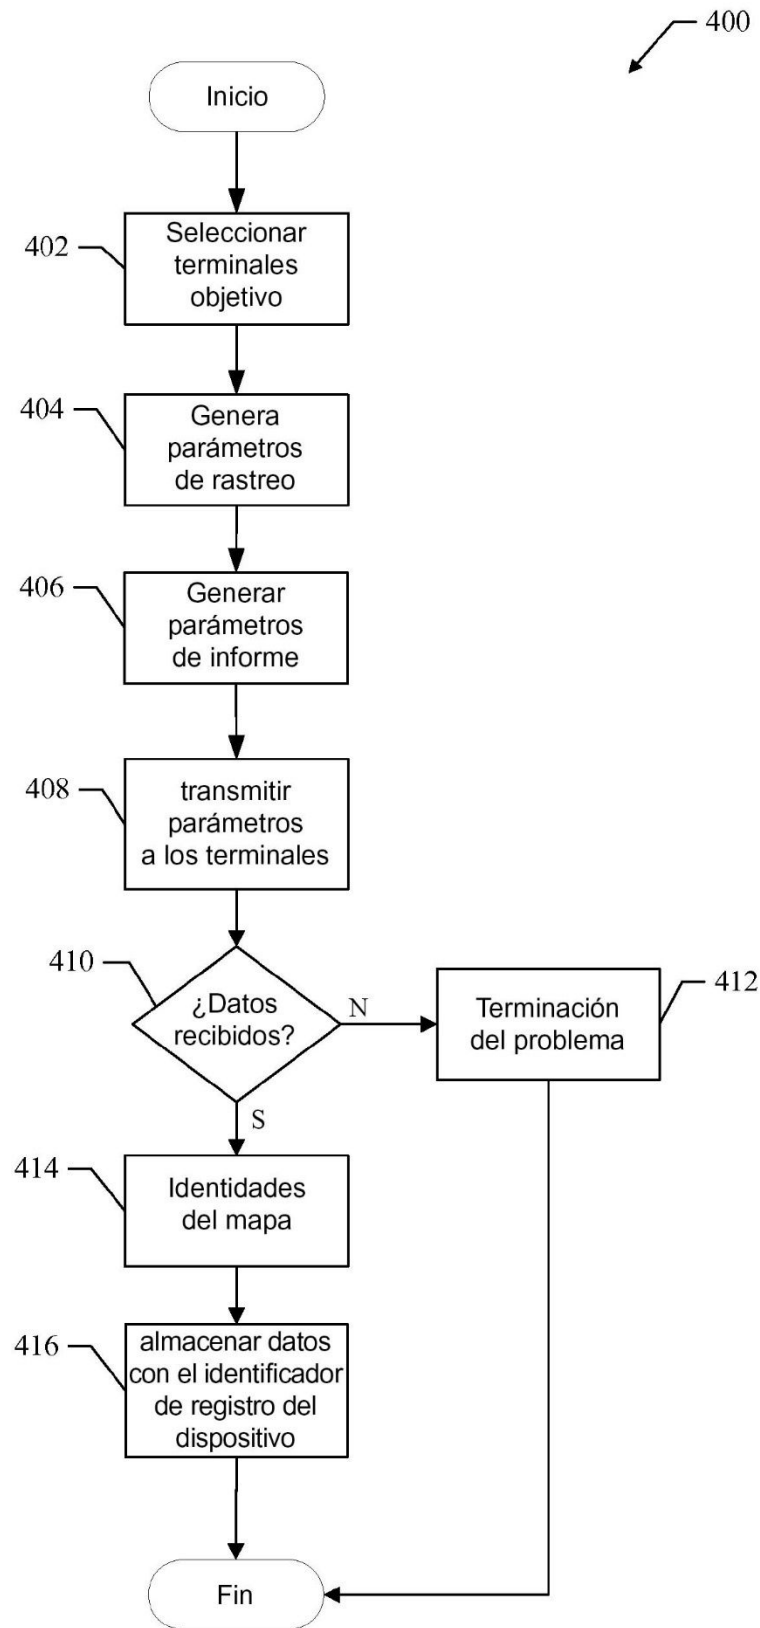 400
Inicio
402
Seleccionar
terminales
objetivo
404
Genera
parámetros
de rastreo
406
Generar
parámetros
de informe
408
transmitir
parámetros
a los terminales
410
¿Datos
recibidos?
N
412
Terminación
del problema
S
414
Identidades
del mapa
416
almacenar datos
con el identificador
de registro del
dispositivo
Fin